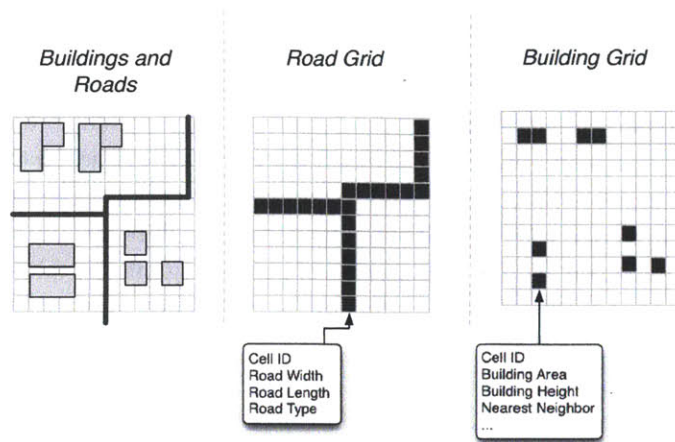 Buildings and
Roads
Road Grid
Building Grid
Cell ID
Road Width
Road Length
Road Type
Cell ID
Building Area
Building Height
Nearest Neighbor
...